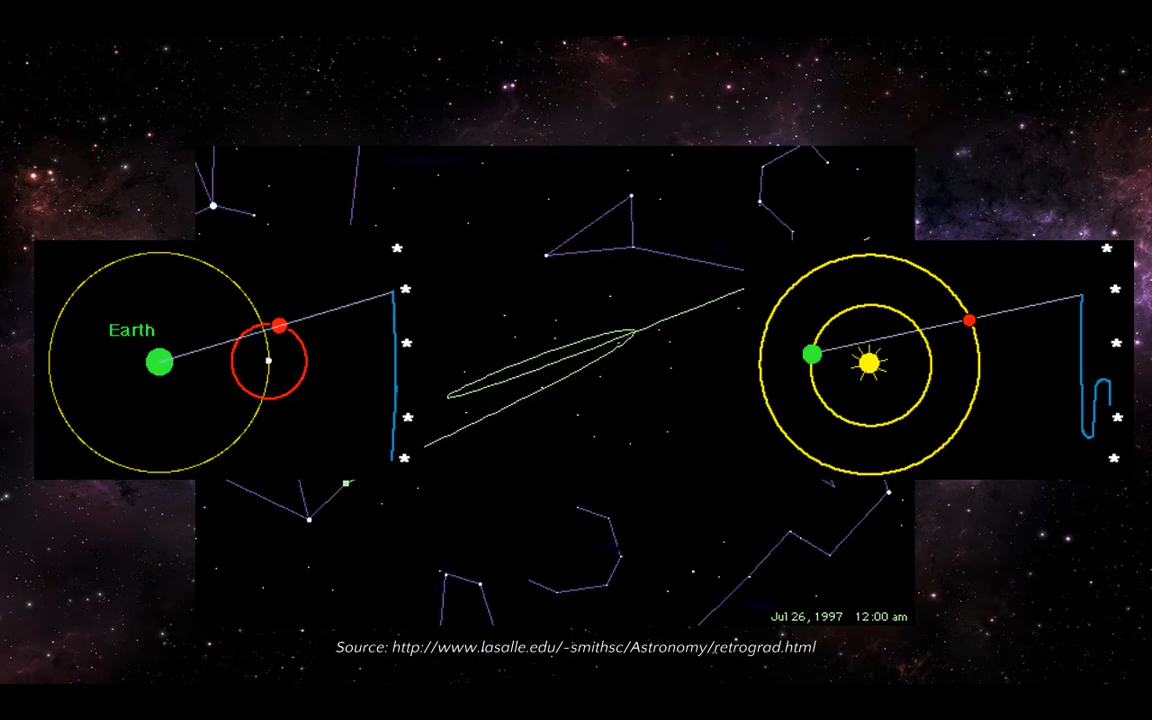 Earth
Jul 26, 1997 12:00 am
Source: http://www.lasalle.edu/~smithsc/Astronomy/retrograd.html